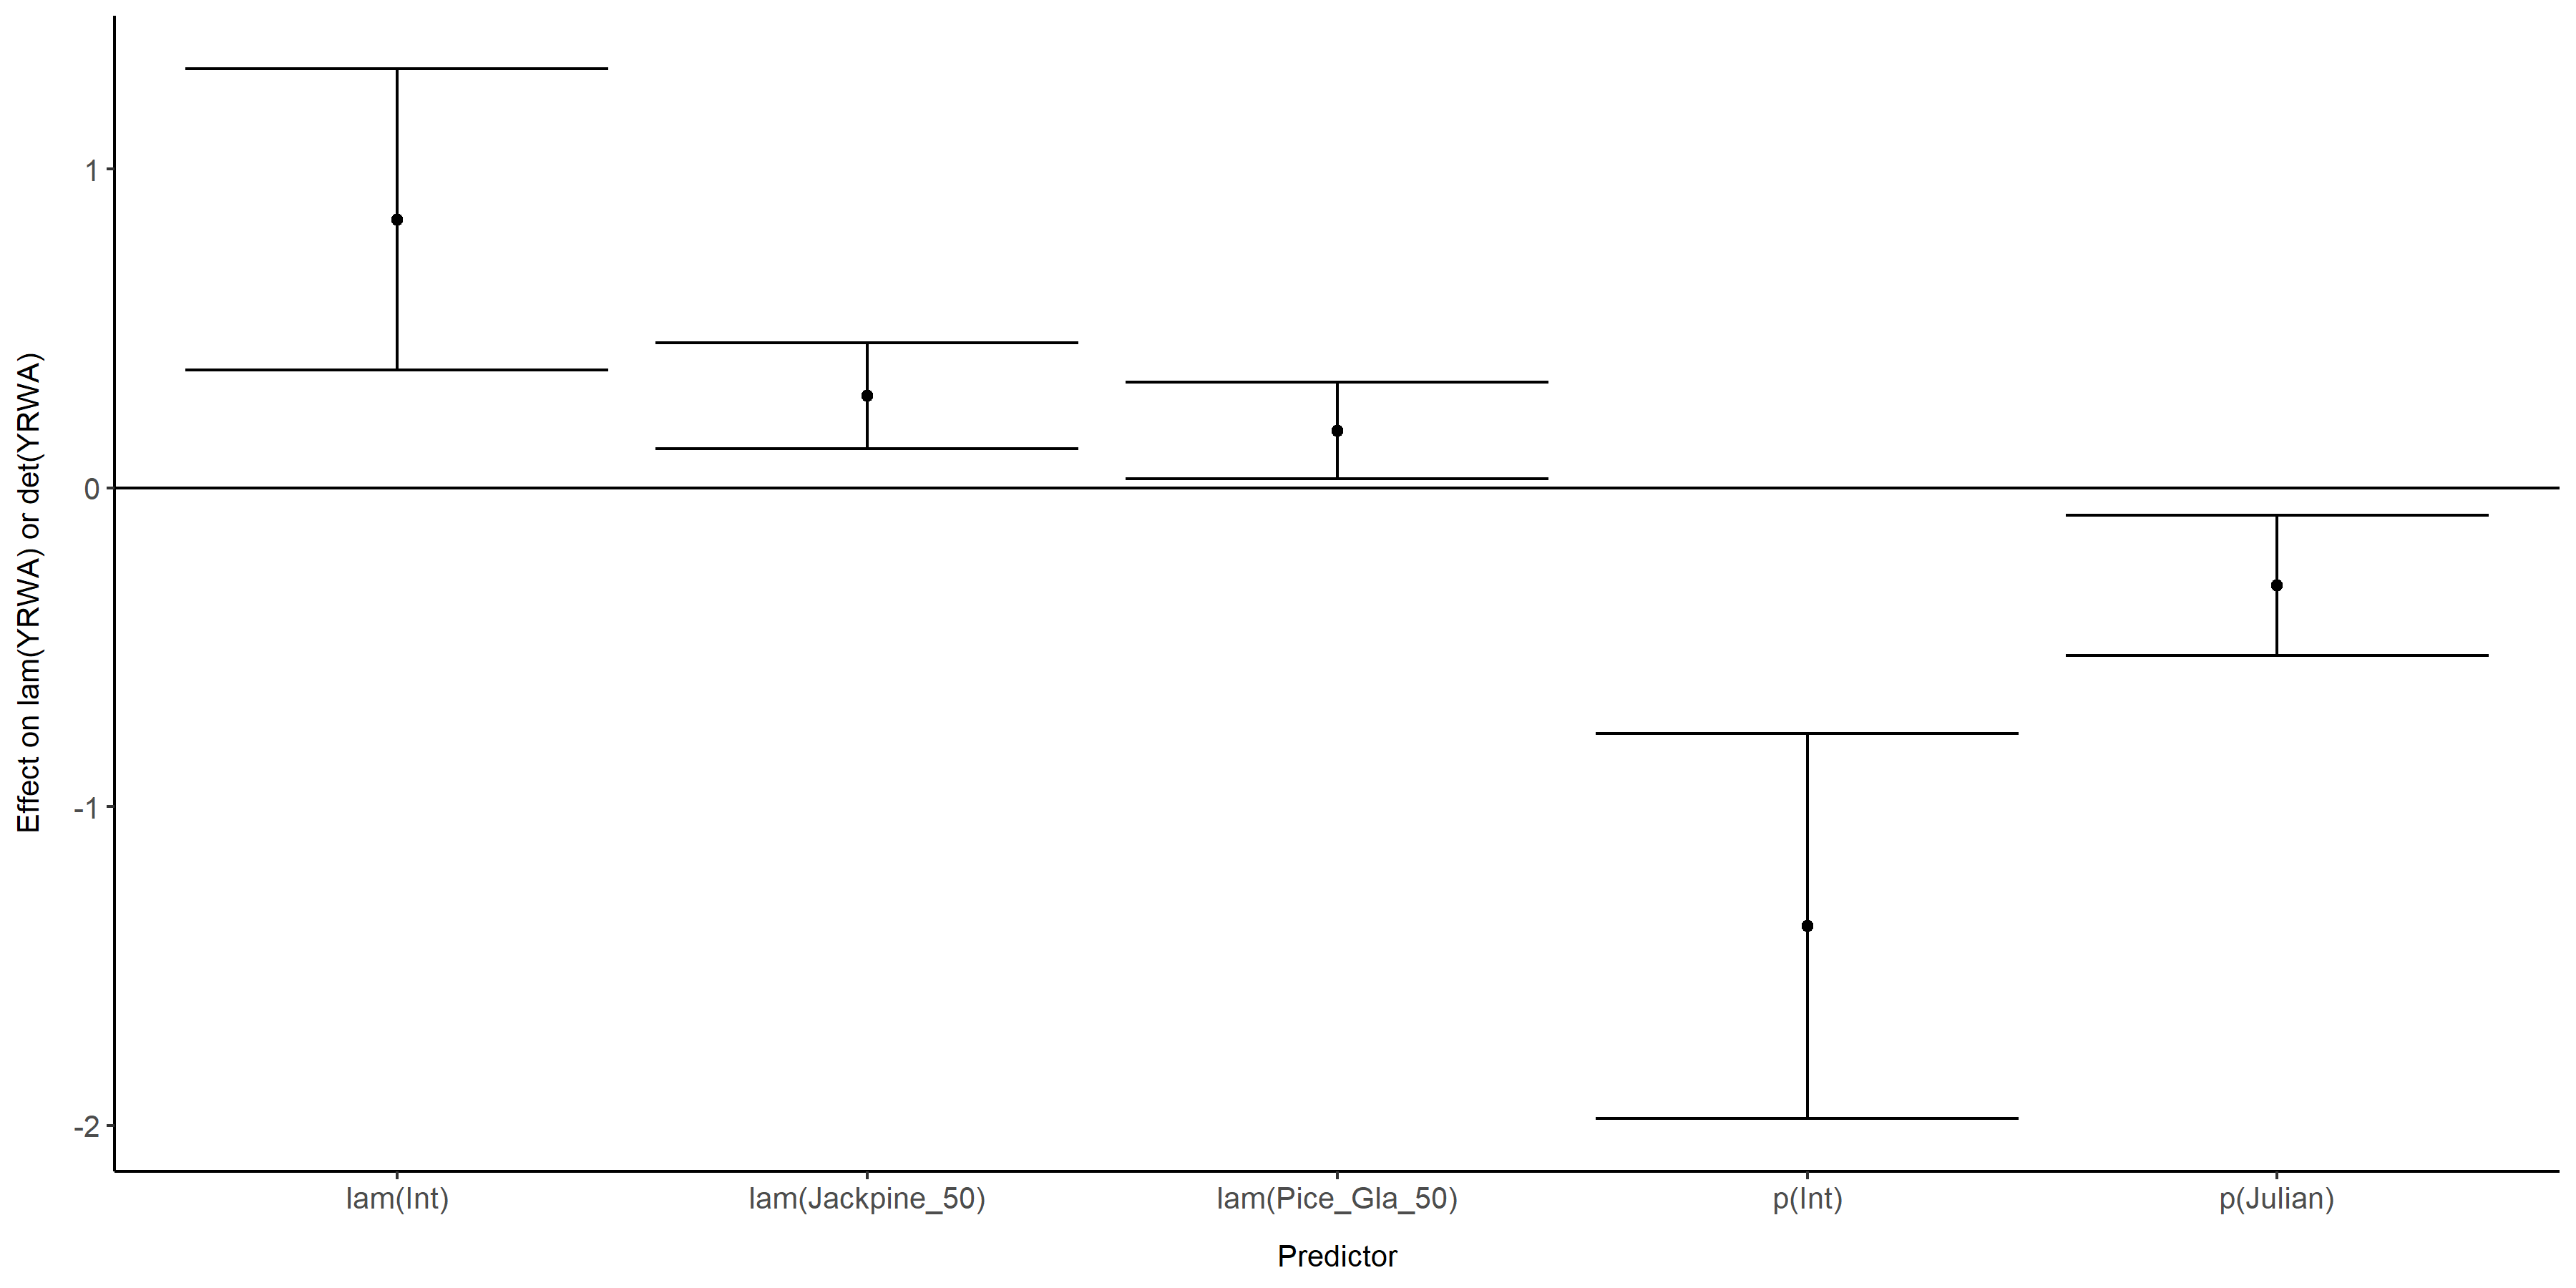 Effect on lam(YRWA) or det(YRWA)
1
0
-1
-2
lam(Int) lam(Jackpine_50) lam(Pice_Gla_50) p(Int) p(Julian)
Predictor